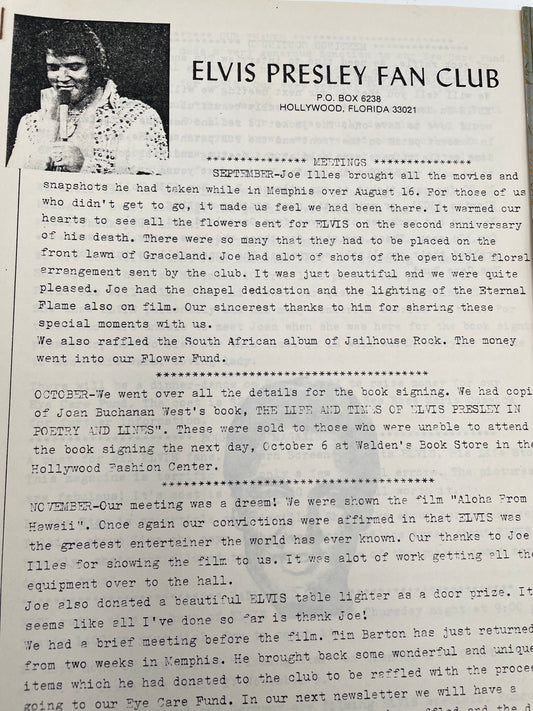 ELVIS PRESLEY FAN CLUB
P.O. BOX 6238
HOLLYWOOD, FLORIDA 33021
**************** MEETINGS ****************
SEPTEMBER-Joe Illes brought all the movies and
snapshots he had taken while in Memphis over August 16. For those of us
who didn't get to go, it made us feel we had been there. It warmed our
hearts to see all the flowers sent for ELVIS on the second anniversary
of his death. There were so many that they had to be placed on the
front lawn of Graceland. Joe had alot of shots of the open bible floral
arrangement sent by the club. It was just beautiful and we were quite
pleased. Joe had the chapel dedication and the lighting of the Eternal
Flame also on film. Our sincerest thanks to him for sharing these
special moments with us.
We also raffled the South African album of Jailhouse Rock. The money
went into our Flower Fund.
*******************************************
OCTOBER-We went over all the details for the book signing. We had copi
of Joan Buchanan West's book, THE LIFE AND TIMES OF ELVIS PRESLEY IN
POETRY AND LINES". These were sold to those who were unable to attend
the book signing the next day, October 6 at Walden's Book Store in the
Hollywood Fashion Center.
*******************************************
NOVEMBER-Our meeting was a dream! We were shown the film "Aloha From
Hawaii". Once again our convictions were affirmed in that ELVIS was
the greatest entertainer the world has ever known. Our thanks to Joe
Illes for showing the film to us. It was alot of work getting all the
equipment over to the hall.
Joe also donated a beautiful ELVIS table lighter as a door prize. It
seems like all I've done so far is thank Joe!
We had a brief meeting before the film. Tim Barton has just returned
from two weeks in Memphis. He brought back some wonderful and unique
items which he had donated to the club to be raffled with the procee
going to our Eye Care Fund. In our next newsletter we will have a